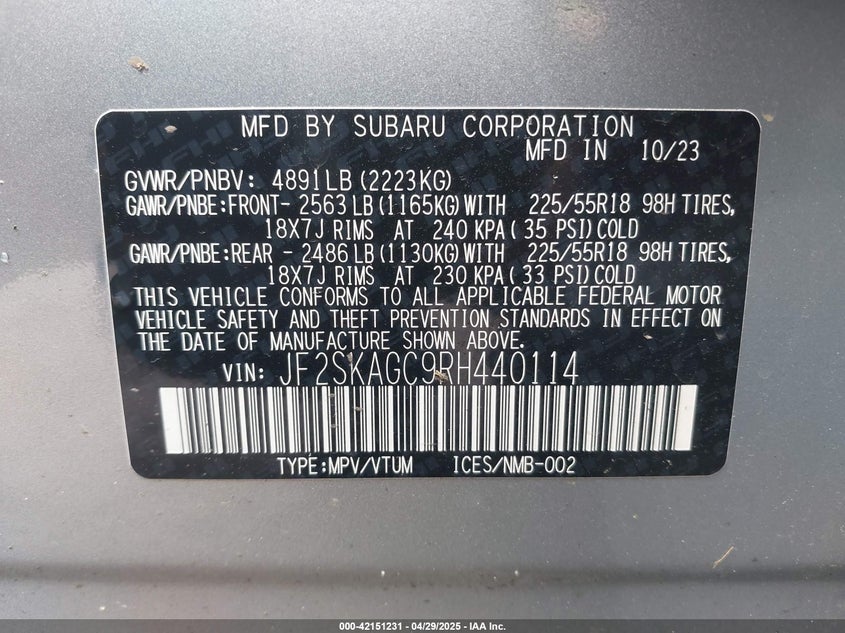 MFD BY SUBARU CORPORATION
MFD IN 10/23
GVWR/PNBV: 4891LB(2223KG)
GAWR/PNBE:FRONT- 2563LB(1165KG)WITH 225/55R18 98H TIRES,
18X7J RIMS AT 240 KPA(35 PSI)COLD
GAWR/PNBE:REAR - 2486LB(1130KG)WITH 225/55R18 98H TIRES,
18X7J RIMS AT 230 KPA(33 PSI)COLD
THIS VEHICLE CONFORMS TO ALL APPLICABLE FEDERAL MOTOR
VEHICLE SAFETY AND THEFT PREVENTION STANDARDS IN EFFECT ON
THE DATE OF MANUFACTURE SHOWN ABOVE.
VIN: JF2SKAGC9RH440114
TYPE:MPV/VTUM ICES/NMB-002
000-42151231 - 04/29/2025 - IAA Inc.